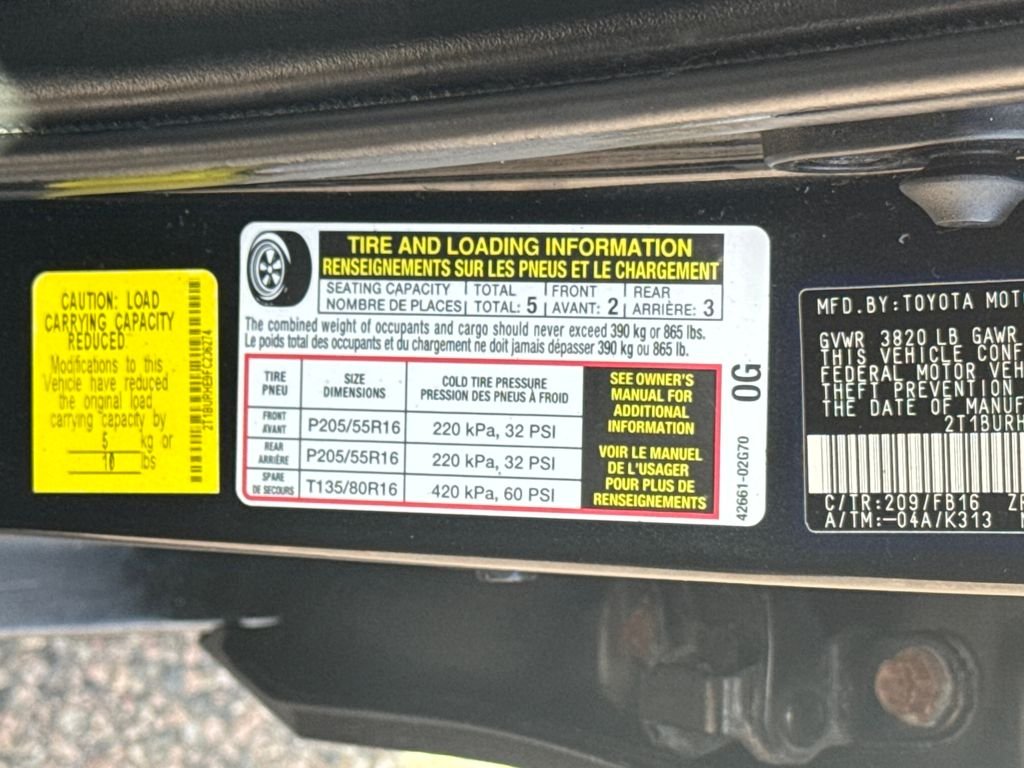 CAUTION: LOAD
CARRYING CAPACITY
REDUCED
Modifications to this
Vehicle have reduced
the original load
carrying capacity by
5 kg or
10 lbs
TIRE AND LOADING INFORMATION
RENSEIGNEMENTS SUR LES PNEUS ET LE CHARGEMENT
SEATING CAPACITY | TOTAL | FRONT | REAR
NOMBRE DE PLACES | TOTAL: 5 | AVANT: 2 | ARRIÈRE: 3
The combined weight of occupants and cargo should never exceed 390 kg or 865 lbs.
Le poids total des occupants et du chargement ne doit jamais dépasser 390 kg ou 865 lb.
TIRE SIZE COLD TIRE PRESSURE
PNEU DIMENSIONS PRESSION DES PNEUS À FROID
FRONT
AVANT P205/55R16 220 kPa, 32 PSI
REAR
ARRIÈRE P205/55R16 220 kPa, 32 PSI
SPARE
DE SECOURS T135/80R16 420 kPa, 60 PSI
SEE OWNER'S
MANUAL FOR
ADDITIONAL
INFORMATION
VOIR LE MANUEL
DE L'USAGER
POUR PLUS DE
RENSEIGNEMENTS
0G
42661-02G70
MFD.BY:TOYOTA MOT
GVWR 3820 LB GAWR
THIS VEHICLE CONF
FEDERAL MOTOR VEH
THEFT PREVENTION
THE DATE OF MANUF
2T1BURH
C/TR:209/FB16
A/TM:-04A/K313